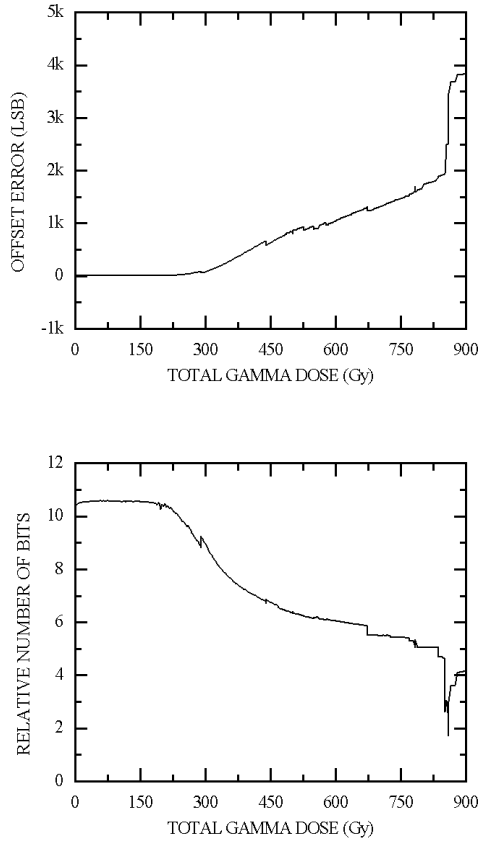 5k
4k
3k
2k
1k
0
-1k
OFFSET ERROR (LSB)
0 150 300 450 600 750 900
TOTAL GAMMA DOSE (Gy)
12
10
8
6
4
2
0
RELATIVE NUMBER OF BITS
0 150 300 450 600 750 900
TOTAL GAMMA DOSE (Gy)